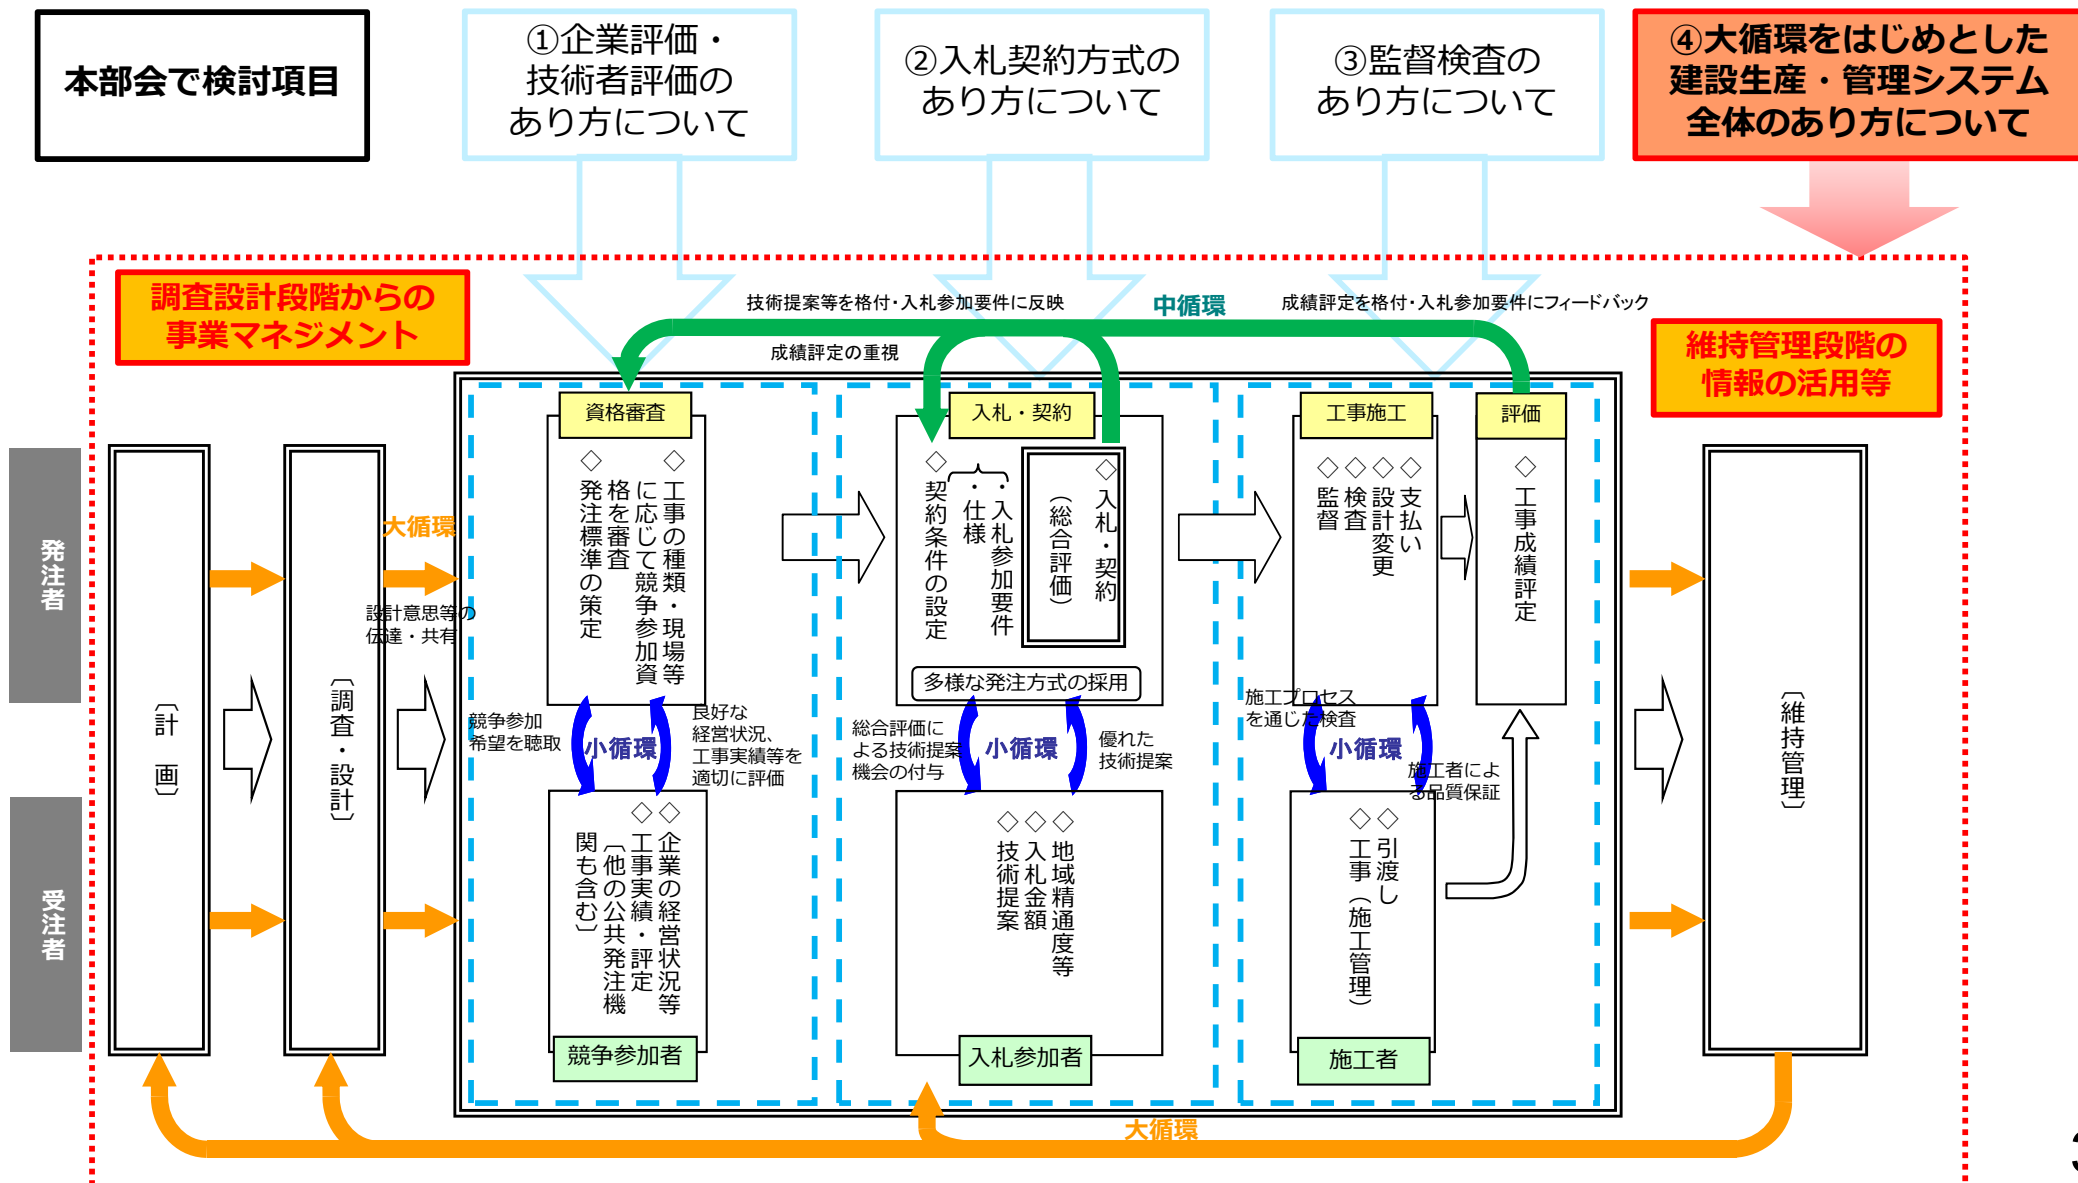 本部会で検討項目
①企業評価・
技術者評価の
あり方について
②入札契約方式の
あり方について
③監督検査の
あり方について
④大循環をはじめとした
建設生産・管理システム
全体のあり方について
調査設計段階からの
事業マネジメント
技術提案等を格付・入札参加要件に反映
中循環
成績評定を格付・入札参加要件にフィードバック
成績評定の重視
維持管理段階の
情報の活用等
発注者
受注者
〔計　画〕
〔調査・設計〕
大循環
設計意思等の
伝達・共有
資格審査
◇工事の種類・現場等
に応じて競争参加資
格を審査
◇発注標準の策定
競争参加
希望を聴取
小循環
良好な
経営状況、
工事実績等を
適切に評価
◇企業の経営状況等
◇工事実績・評定
〔他の公共発注機
関も含む〕
競争参加者
入札・契約
◇入札・契約
（総合評価）
・入札参加要件
・仕様
◇契約条件の設定
多様な発注方式の採用
総合評価に
よる技術提案
機会の付与
小循環
優れた
技術提案
◇地域精通度等
◇入札金額
◇技術提案
入札参加者
工事施工
◇支払い
◇設計変更
◇検査
◇監督
評価
◇工事成績評定
施工プロセス
を通じた検査
小循環
施工者によ
る品質保証
◇引渡し
◇工事（施工管理）
施工者
〔維持管理〕
大循環